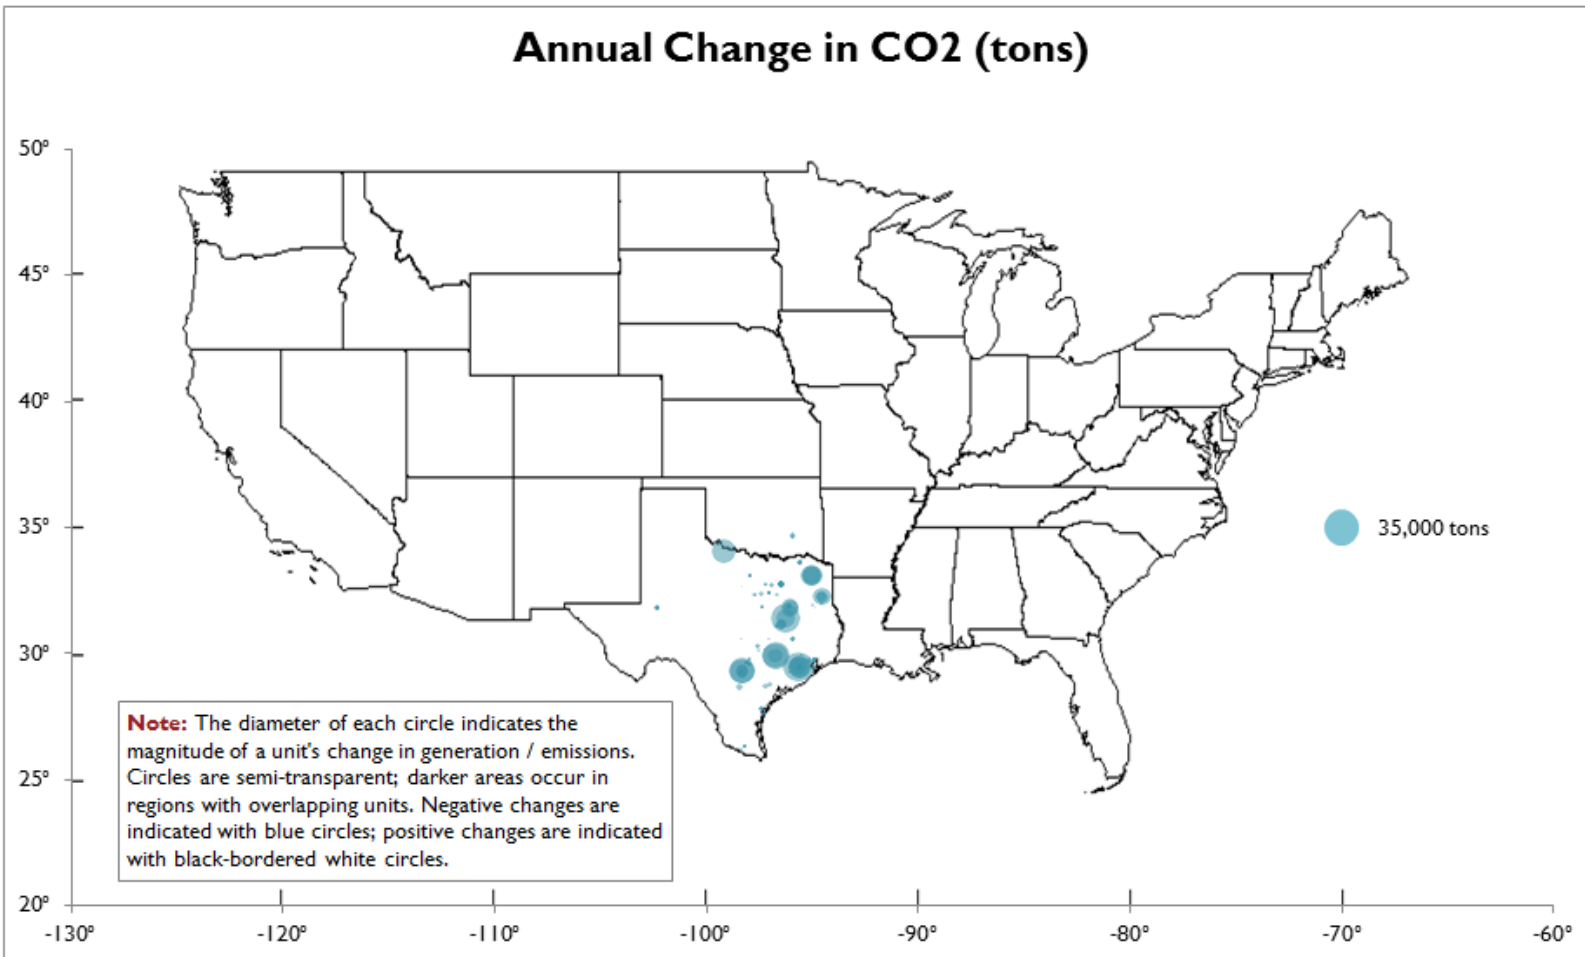 Annual Change in CO2 (tons)
50°
45°
40°
35°
35,000 tons
30°
Note: The diameter of each circle indicates the
magnitude of a unit's change in generation / emissions.
Circles are semi-transparent; darker areas occur in
regions with overlapping units. Negative changes are
indicated with blue circles; positive changes are indicated
with black-bordered white circles.
25°
20°
-130° -120° -110° -100° -90° -80° -70° -60°